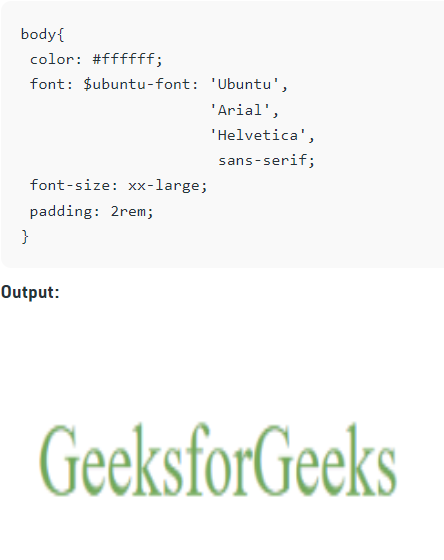 body{
 color: #ffffff;
 font: $ubuntu-font: 'Ubuntu',
                     'Arial',
                     'Helvetica',
                      sans-serif;
 font-size: xx-large;
 padding: 2rem;
}
Output:
GeeksforGeeks